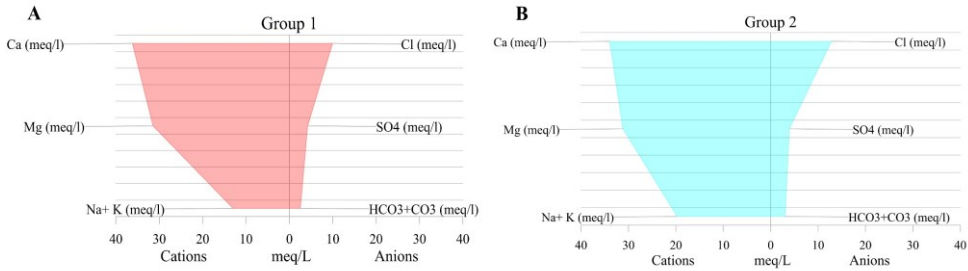 A
Group 1
Ca (meq/l)
Cl (meq/l)
Mg (meq/l)
SO4 (meq/l)
Na+ K (meq/l)
HCO3+CO3 (meq/l)
40 30 20 10 0 10 20 30 40
Cations meq/L Anions
B
Group 2
Ca (meq/l)
Cl (meq/l)
Mg (meq/l)
SO4 (meq/l)
Na+ K (meq/l)
HCO3+CO3 (meq/l)
40 30 20 10 0 10 20 30 40
Cations meq/L Anions